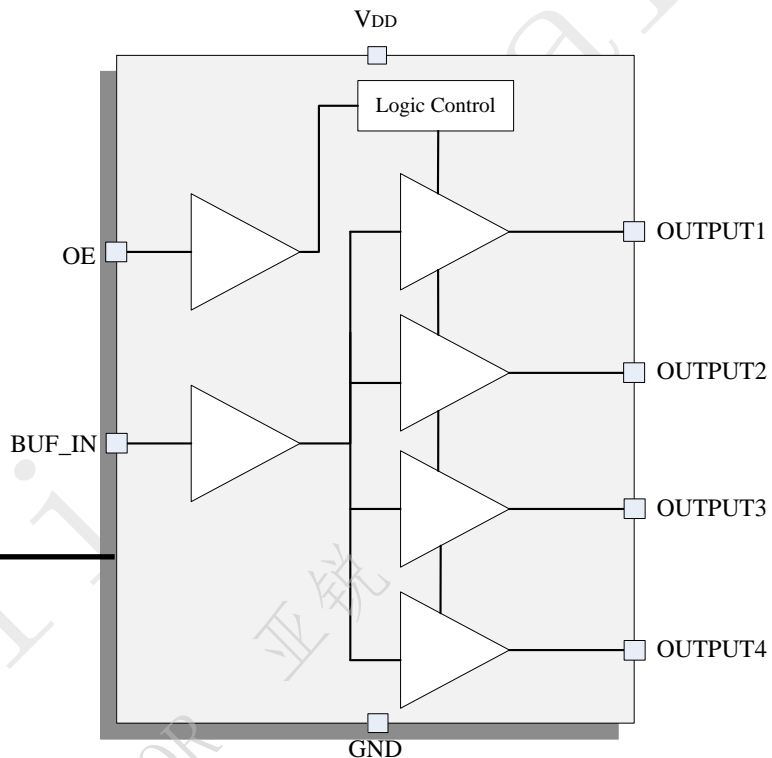 VDD
Logic Control
OE
OUTPUT1
OUTPUT2
BUF_IN
OUTPUT3
亚锐
OUTPUT4
GND